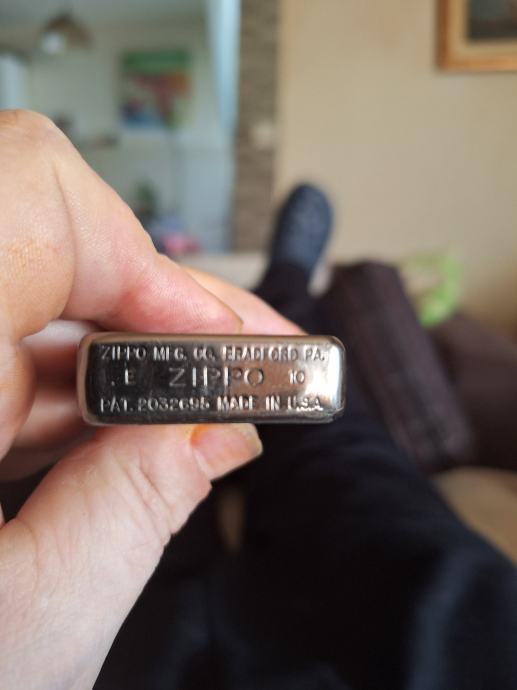 ZIPPO MFG. CO. BRADFORD PA.
. E ZIPPO 10
PAT. 2032695 MADE IN U.S.A.